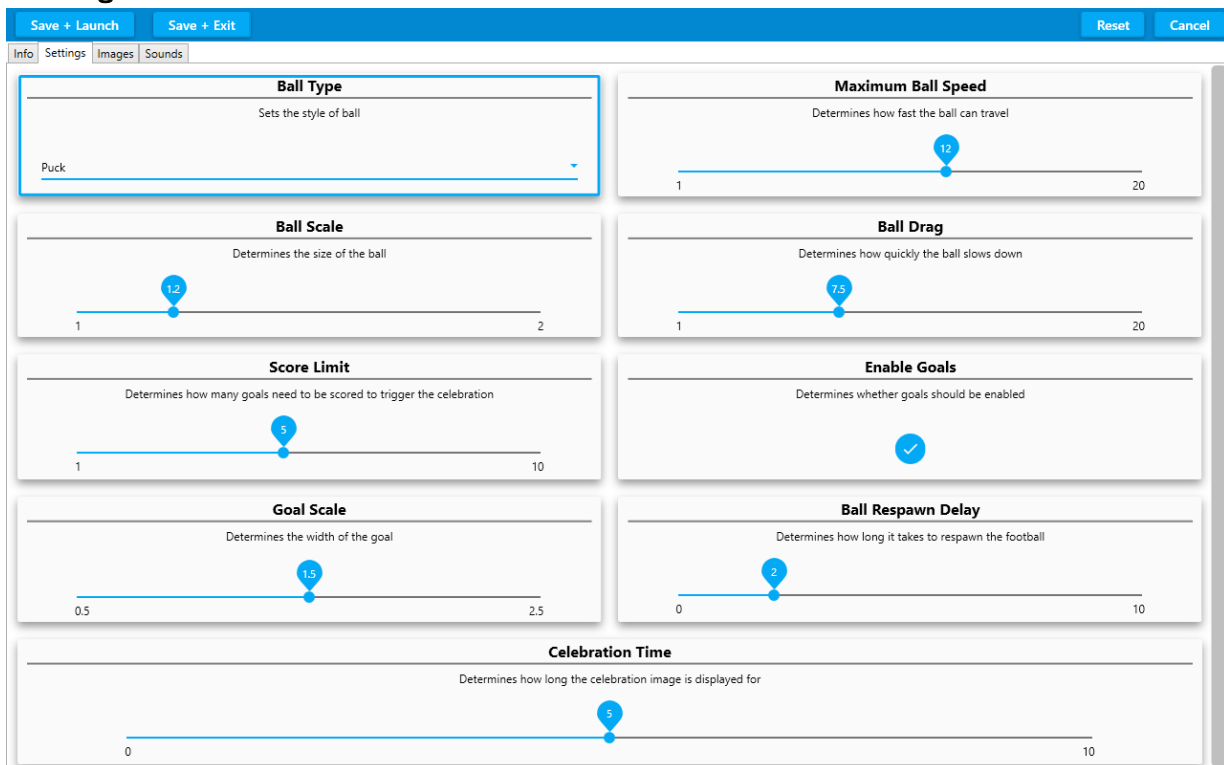 Save + Launch Save + Exit Reset Cancel
Info Settings Images Sounds
Ball Type
Sets the style of ball
Puck
Maximum Ball Speed
Determines how fast the ball can travel
12
1 20
Ball Scale
Determines the size of the ball
1.2
1 2
Ball Drag
Determines how quickly the ball slows down
7.5
1 20
Score Limit
Determines how many goals need to be scored to trigger the celebration
5
1 10
Enable Goals
Determines whether goals should be enabled
Goal Scale
Determines the width of the goal
1.5
0.5 2.5
Ball Respawn Delay
Determines how long it takes to respawn the football
2
0 10
Celebration Time
Determines how long the celebration image is displayed for
5
0 10